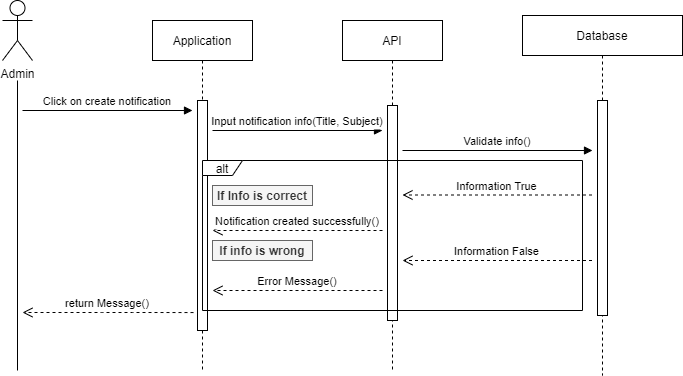 Application
API
Database
Admin
Click on create notification
Input notification info(Title, Subject)
Validate info()
alt
If Info is correct
Information True
Notification created successfully()
If info is wrong
Information False
Error Message()
return Message()